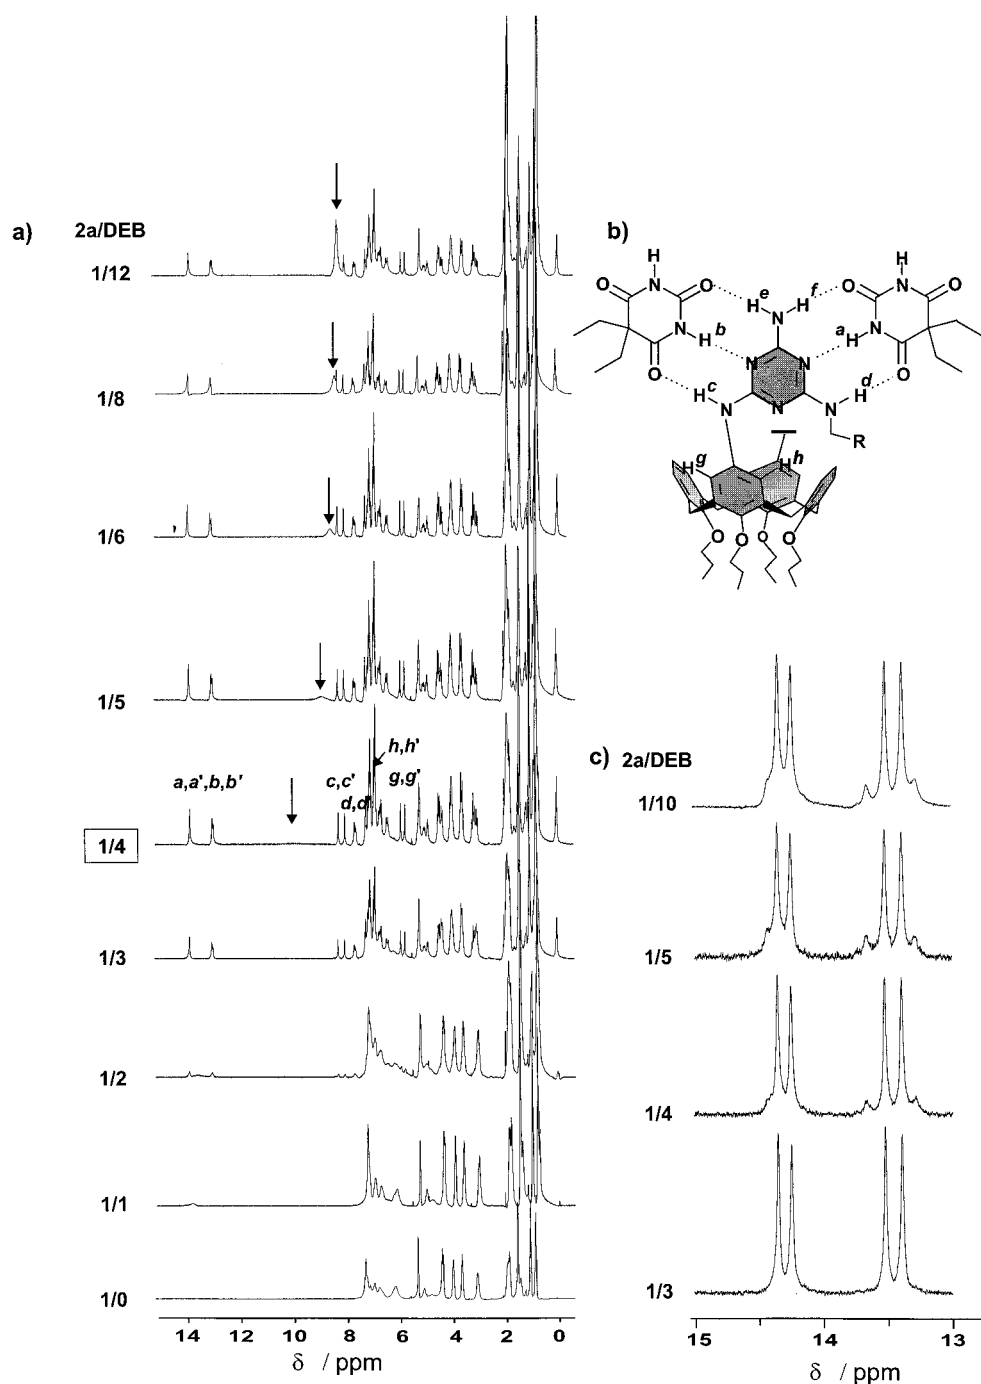 a)
2a/DEB
1/12
1/8
1/6
1/5
a,a',b,b'
c,c'
d,d'
h,h'
g,g'
1/4
1/3
1/2
1/1
1/0
14 12 10 8 6 4 2 0
δ / ppm
b)
H H
O N O e f O N O
H H
N H b N a H N
O N N O
c H N N N H d
R
H g H h
O O O O
c) 2a/DEB
1/10
1/5
1/4
1/3
15 14 13
δ / ppm